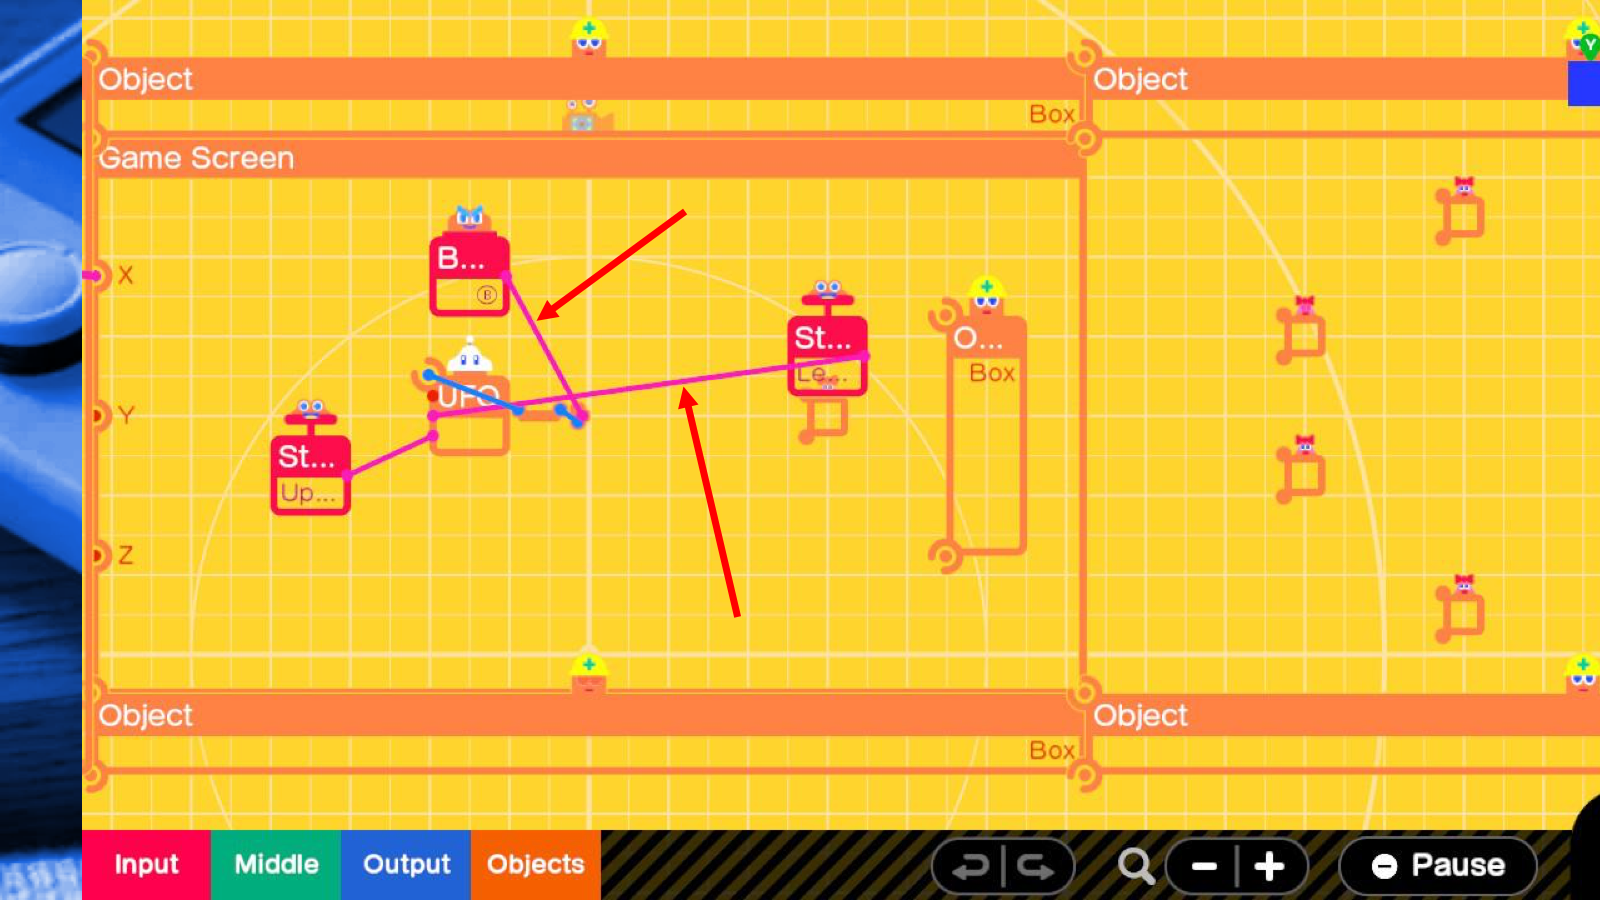 Object
Object
Box
Game Screen
X
B...
B
St...
Le...
O...
Box
UFO
Y
St...
Up...
Z
Object
Object
Box
Input
Middle
Output
Objects
Pause
Y